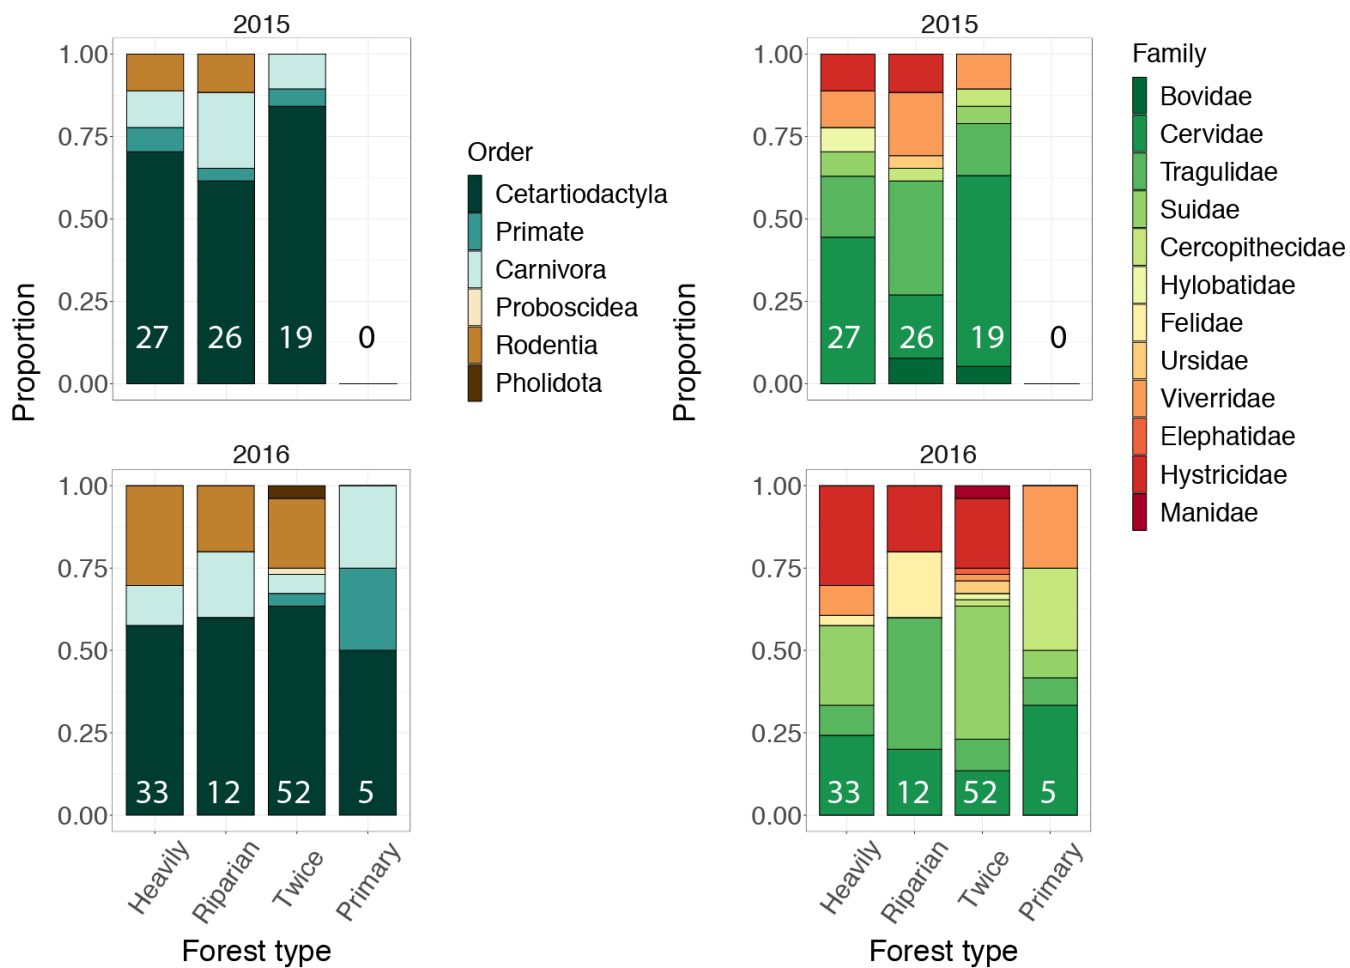 2015
1.00
0.75
0.50
0.25
0.00
Proportion
27 26 19 0
Order
Cetartiodactyla
Primate
Carnivora
Proboscidea
Rodentia
Pholidota
2016
1.00
0.75
0.50
0.25
0.00
33 12 52 5
Heavily
Riparian
Twice
Primary
Forest type
2015
1.00
0.75
0.50
0.25
0.00
Proportion
27 26 19 0
Family
Bovidae
Cervidae
Tragulidae
Suidae
Cercopithecidae
Hylobatidae
Felidae
Ursidae
Viverridae
Elephatidae
Hystricidae
Manidae
2016
1.00
0.75
0.50
0.25
0.00
33 12 52 5
Heavily
Riparian
Twice
Primary
Forest type